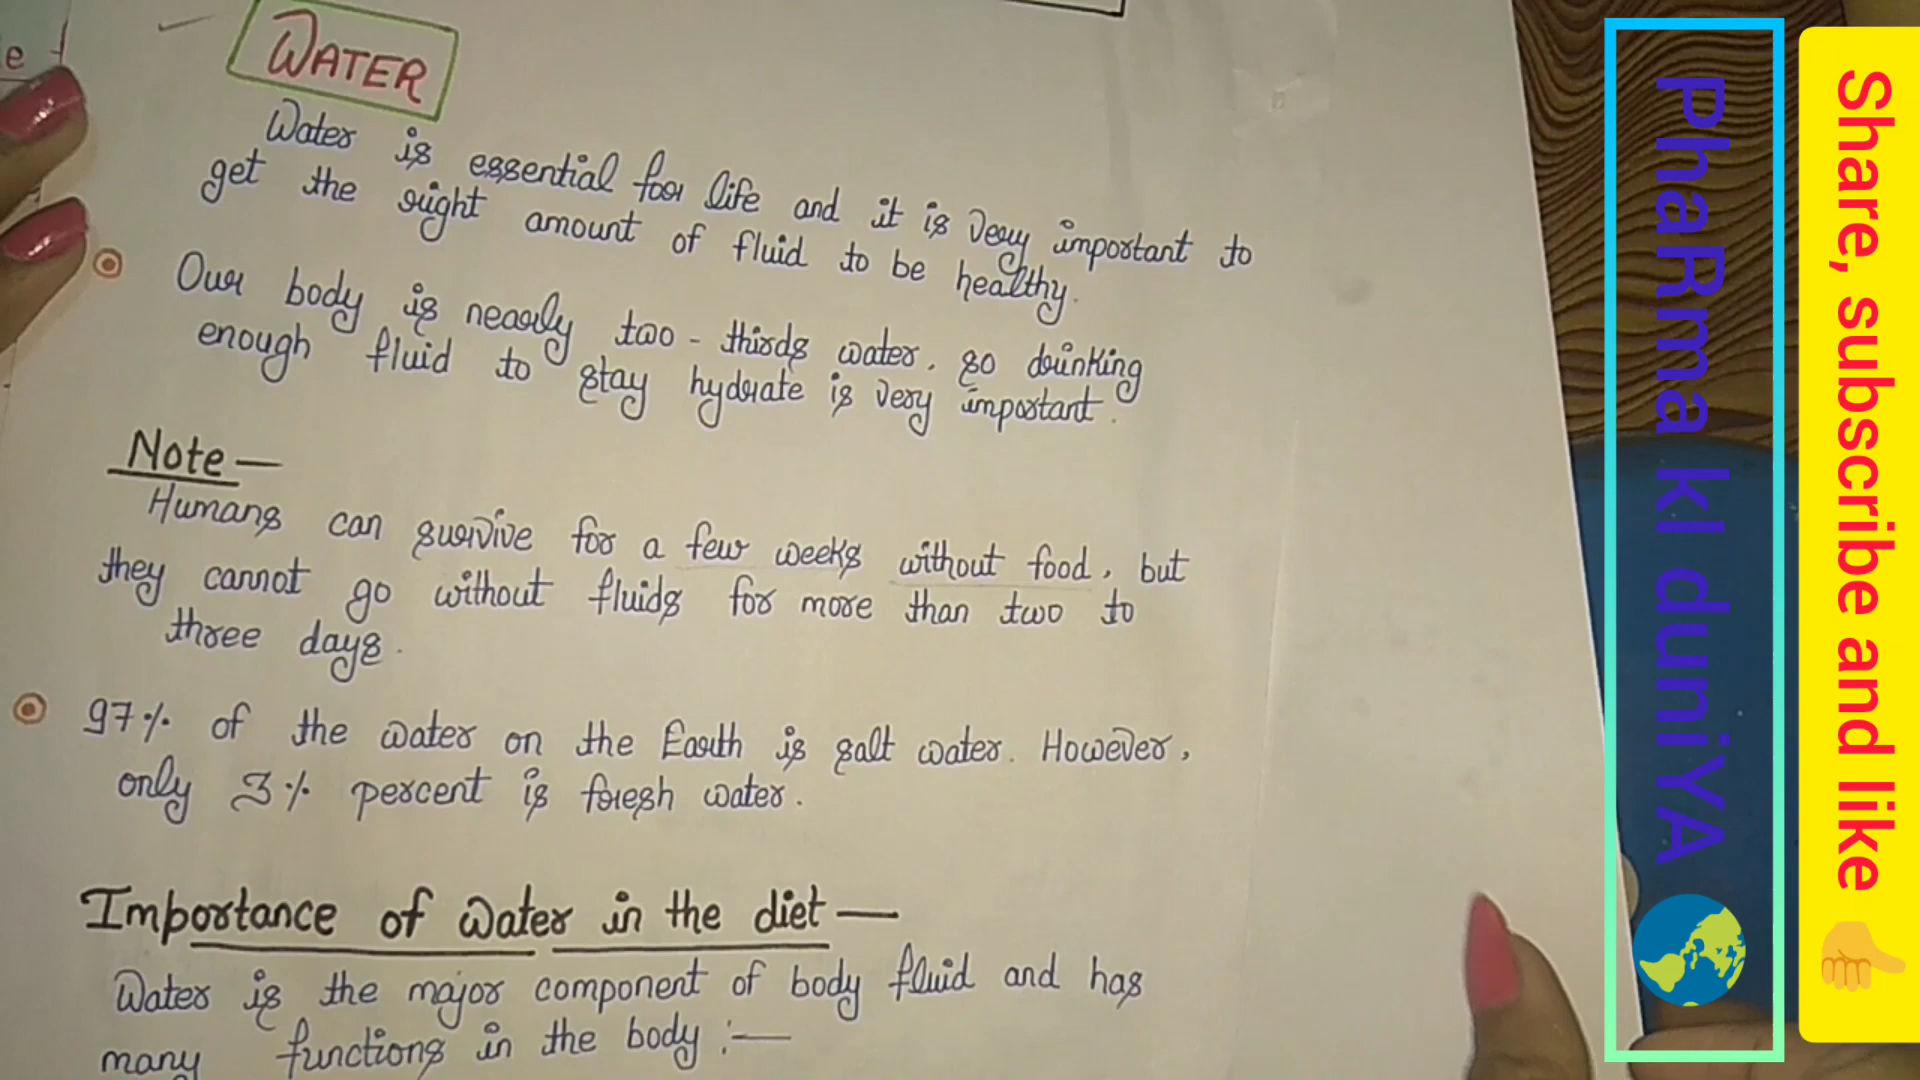 WATER
Water is essential for life and it is very important to
get the right amount of fluid to be healthy.
Our body is nearly two - thirds water. so drinking
enough fluid to stay hydrate is very important.
Note —
Humans can survive for a few weeks without food, but
they cannot go without fluids for more than two to
three days.
97% of the water on the Earth is salt water. However,
only 3% percent is fresh water.
Importance of water in the diet —
Water is the major component of body fluid and has
many functions in the body :—
PhaRma kI duniYA
Share, subscribe and like